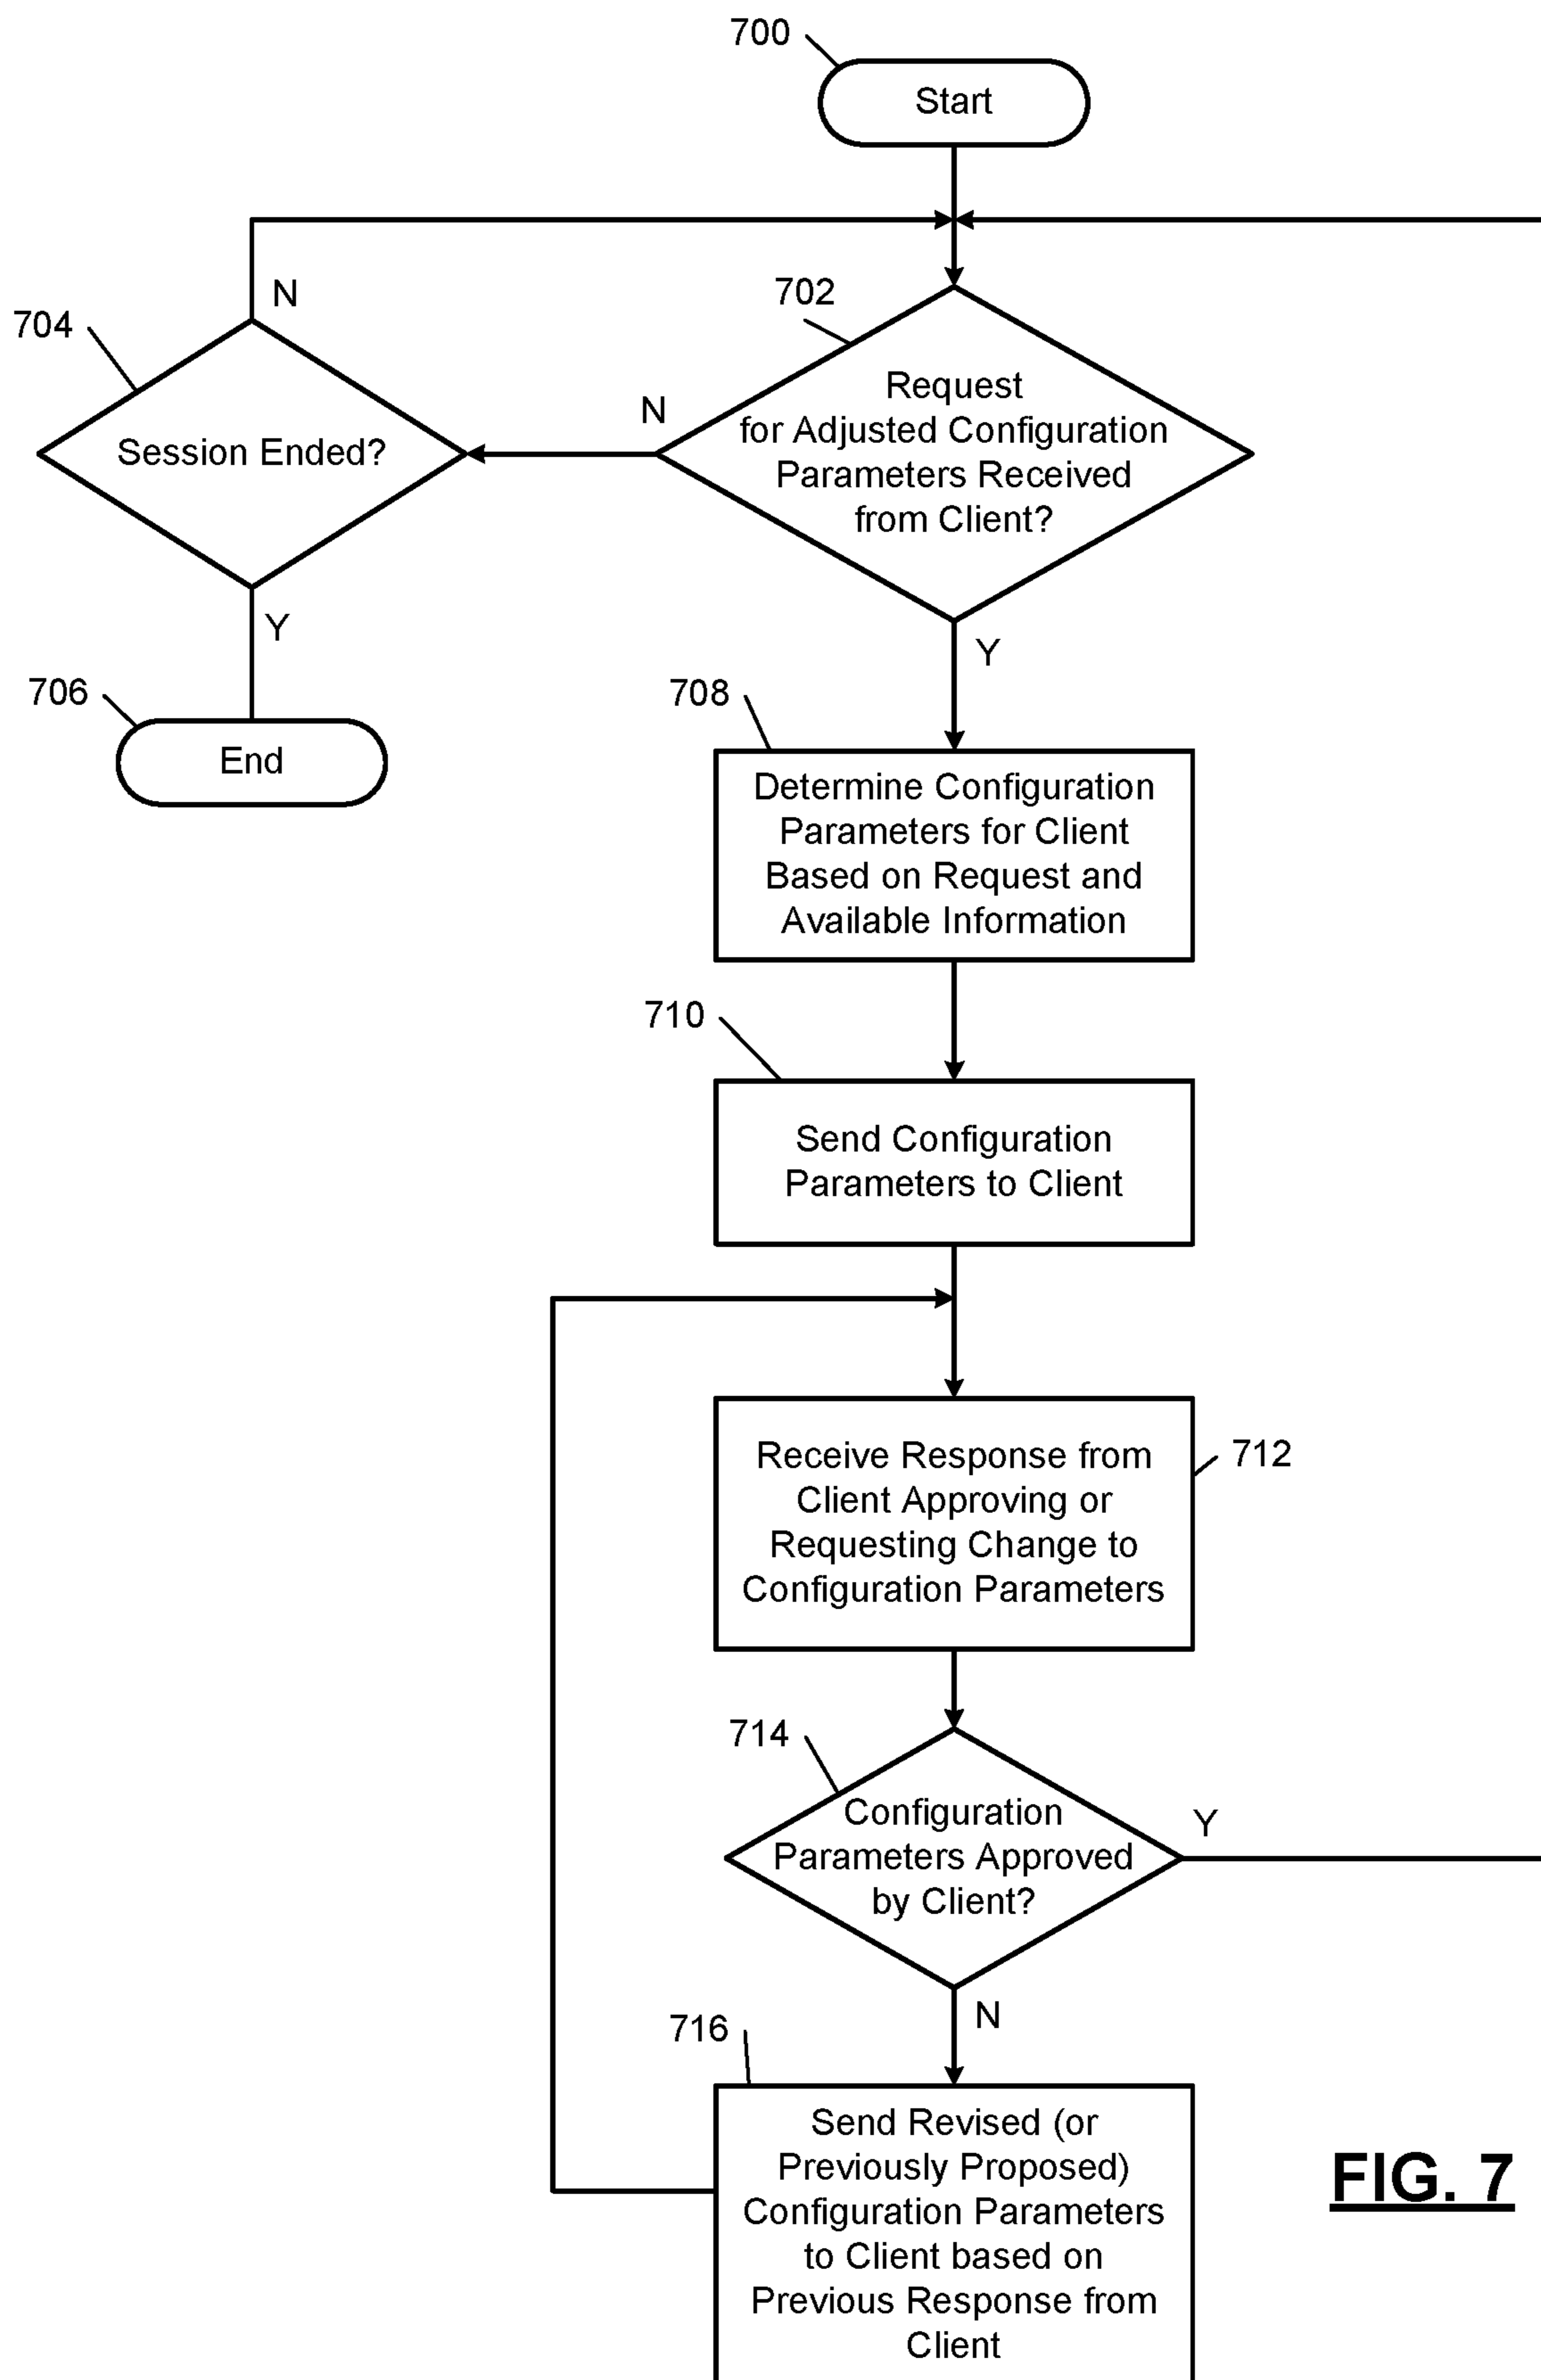 700
Start
N
702
704
Request
N
for Adjusted Configuration
Session Ended?
Parameters Received
from Client?
Y
Y
706
708
End
Determine Configuration
Parameters for Client
Based on Request and
Available Information
710
Send Configuration
Parameters to Client
712
Receive Response from
Client Approving or
Requesting Change to
Configuration Parameters
714
Configuration
Parameters Approved
by Client?
Y
N
716
Send Revised (or
Previously Proposed)
Configuration Parameters
to Client based on
Previous Response from
Client
FIG. 7